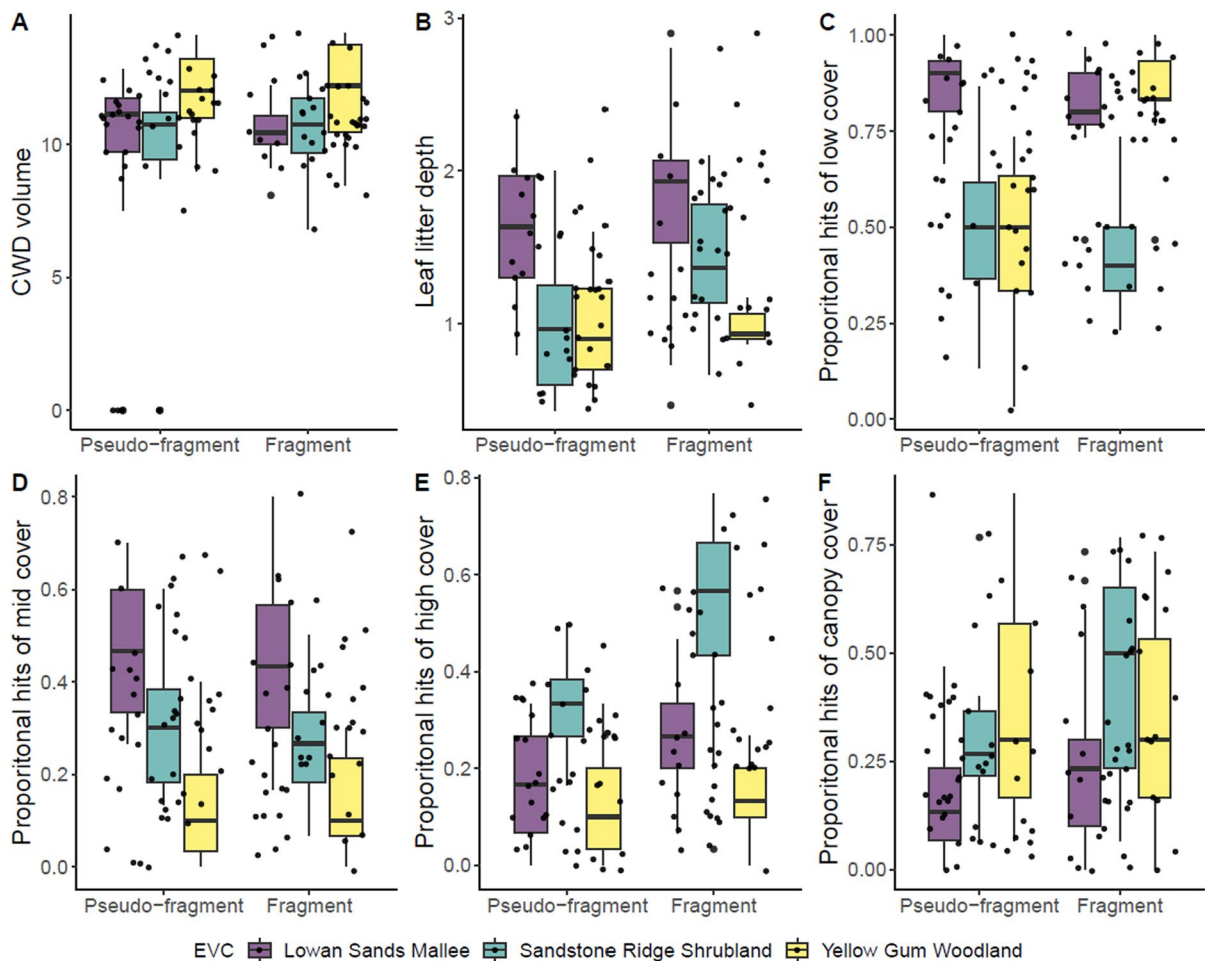 A
CWD volume
10
5
0
Pseudo-fragment Fragment
B
Leaf litter depth
3
2
1
Pseudo-fragment Fragment
C
Proporitonal hits of low cover
1.00
0.75
0.50
0.25
0.00
Pseudo-fragment Fragment
D
Proporitonal hits of mid cover
0.8
0.6
0.4
0.2
0.0
Pseudo-fragment Fragment
E
Proporitonal hits of high cover
0.8
0.6
0.4
0.2
0.0
Pseudo-fragment Fragment
F
Proporitonal hits of canopy cover
0.75
0.50
0.25
0.00
Pseudo-fragment Fragment
EVC Lowan Sands Mallee Sandstone Ridge Shrubland Yellow Gum Woodland